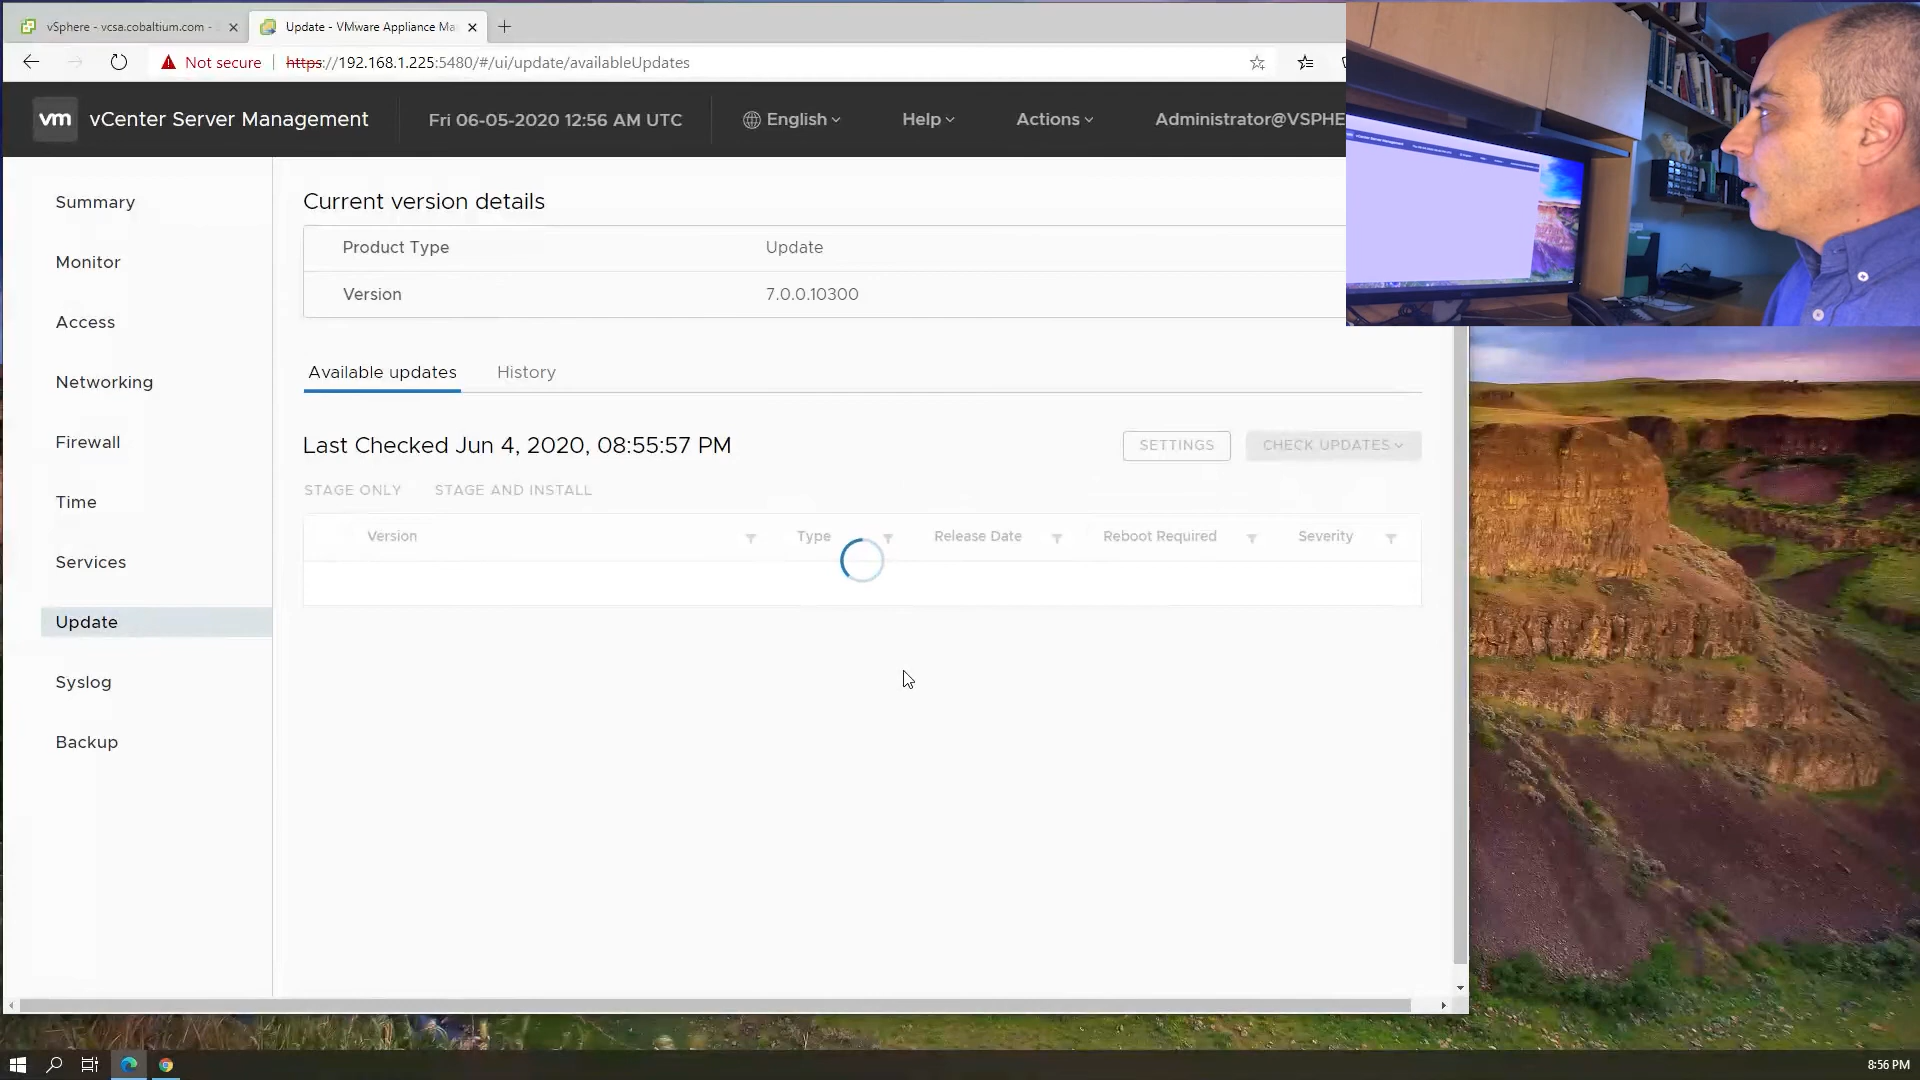 vSphere - vcsa.cobaltium.com -
Update - VMware Appliance Ma
Not secure
https://192.168.1.225:5480/#/ui/update/availableUpdates
vm vCenter Server Management
Fri 06-05-2020 12:56 AM UTC
English
Help
Actions
Administrator@VSPHE
Summary
Monitor
Access
Networking
Firewall
Time
Services
Update
Syslog
Backup
Current version details
Product Type Update
Version 7.0.0.10300
Available updates History
Last Checked Jun 4, 2020, 08:55:57 PM
SETTINGS CHECK UPDATES
STAGE ONLY STAGE AND INSTALL
Version Type Release Date Reboot Required Severity
8:56 PM